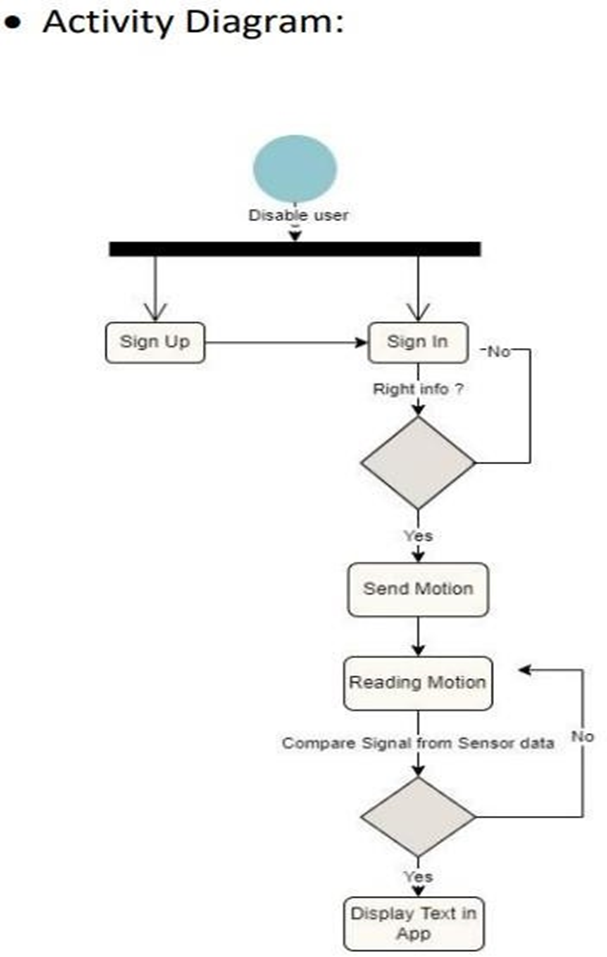 • Activity Diagram:
Disable user
Sign Up
Sign In
No
Right info ?
Yes
Send Motion
Reading Motion
Compare Signal from Sensor data
No
Yes
Display Text in
App